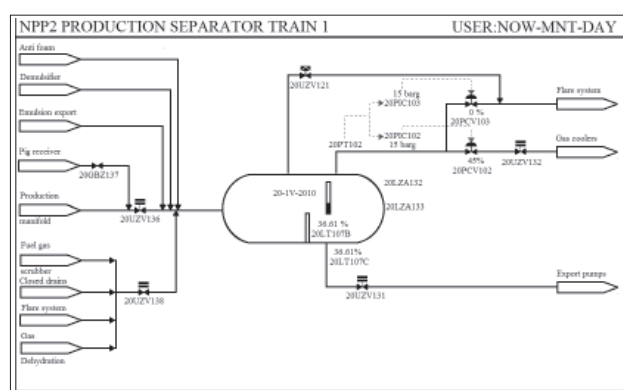 NPP2 PRODUCTION SEPARATOR TRAIN 1
USER:NOW-MNT-DAY
Anti foam
Demulsifier
Emulsion export
Pig receiver
20GBZ137
Production
manifold
20UZV136
Fuel gas
scrubber
Closed drains
20UZV138
Flare system
Gas
Dehydration
20UZV121
15 barg
20PIC103
20PT102
20PIC102
15 barg
0 %
20PCV103
45%
20PCV102
20UZV132
Flare system
Gas coolers
20-1V-2010
20LZA132
20LZA133
36.61 %
20LT107B
36.61%
20LT107C
20UZV131
Export pumps